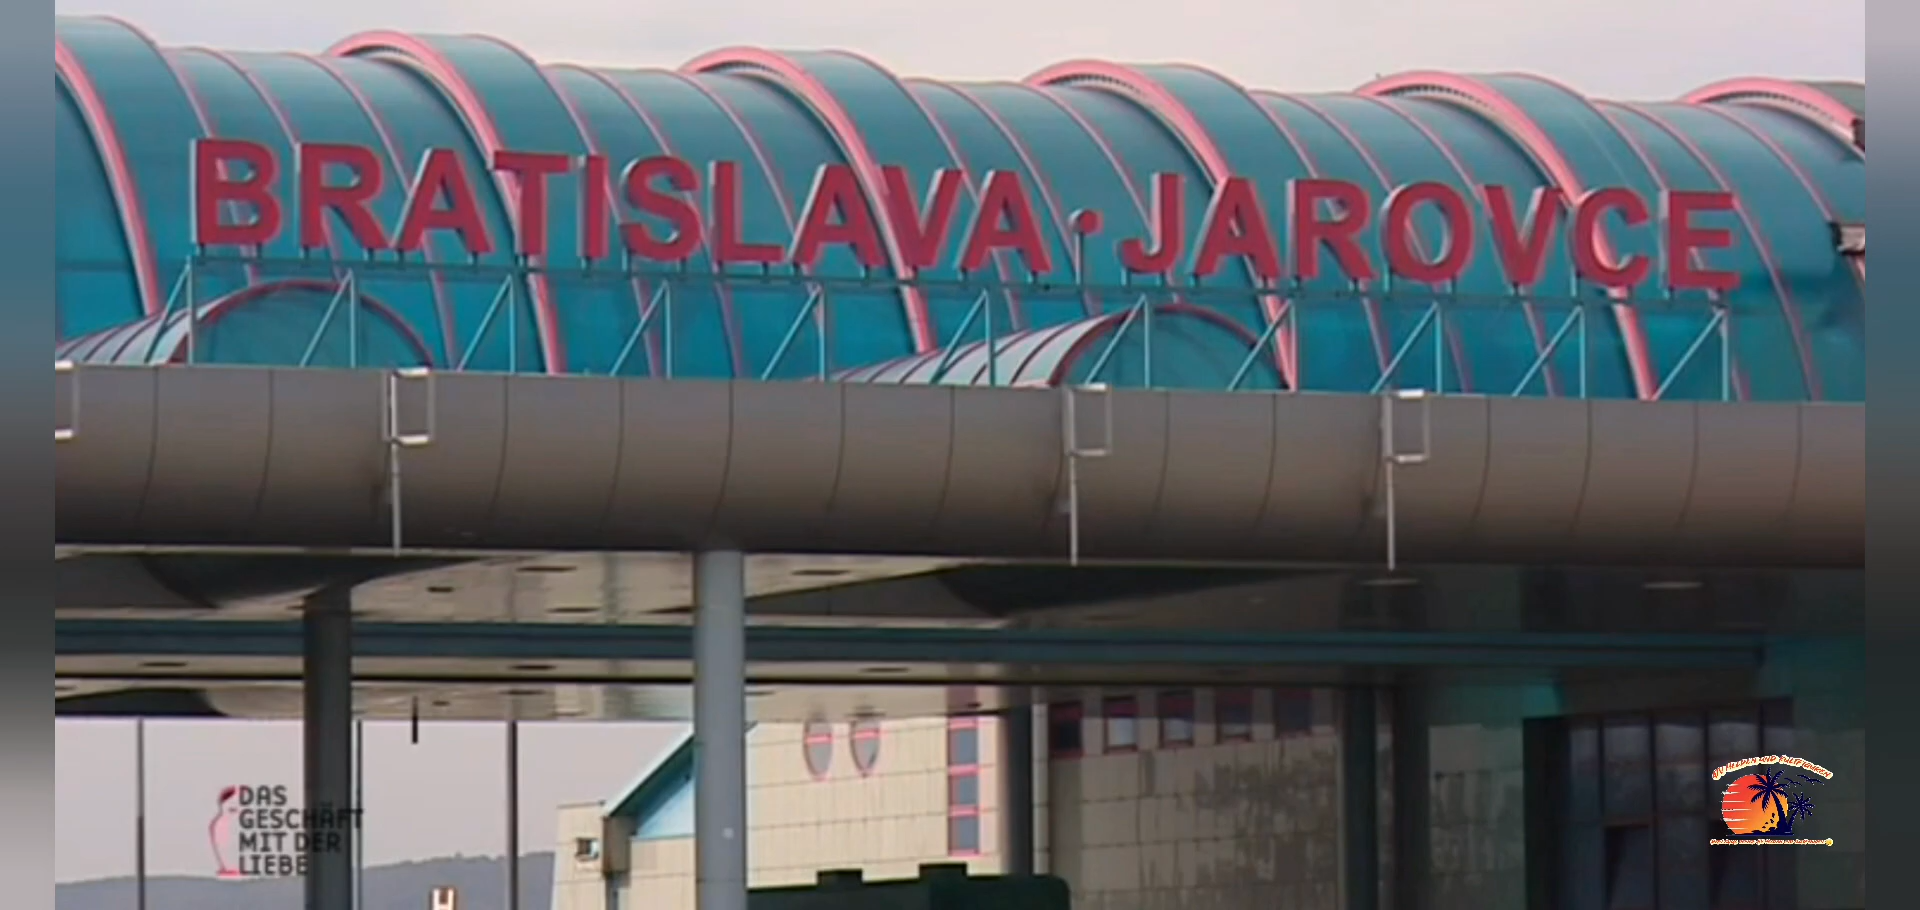 BRATISLAVA · JAROVCE
DAS
GESCHÄFT
MIT DER
LIEBE